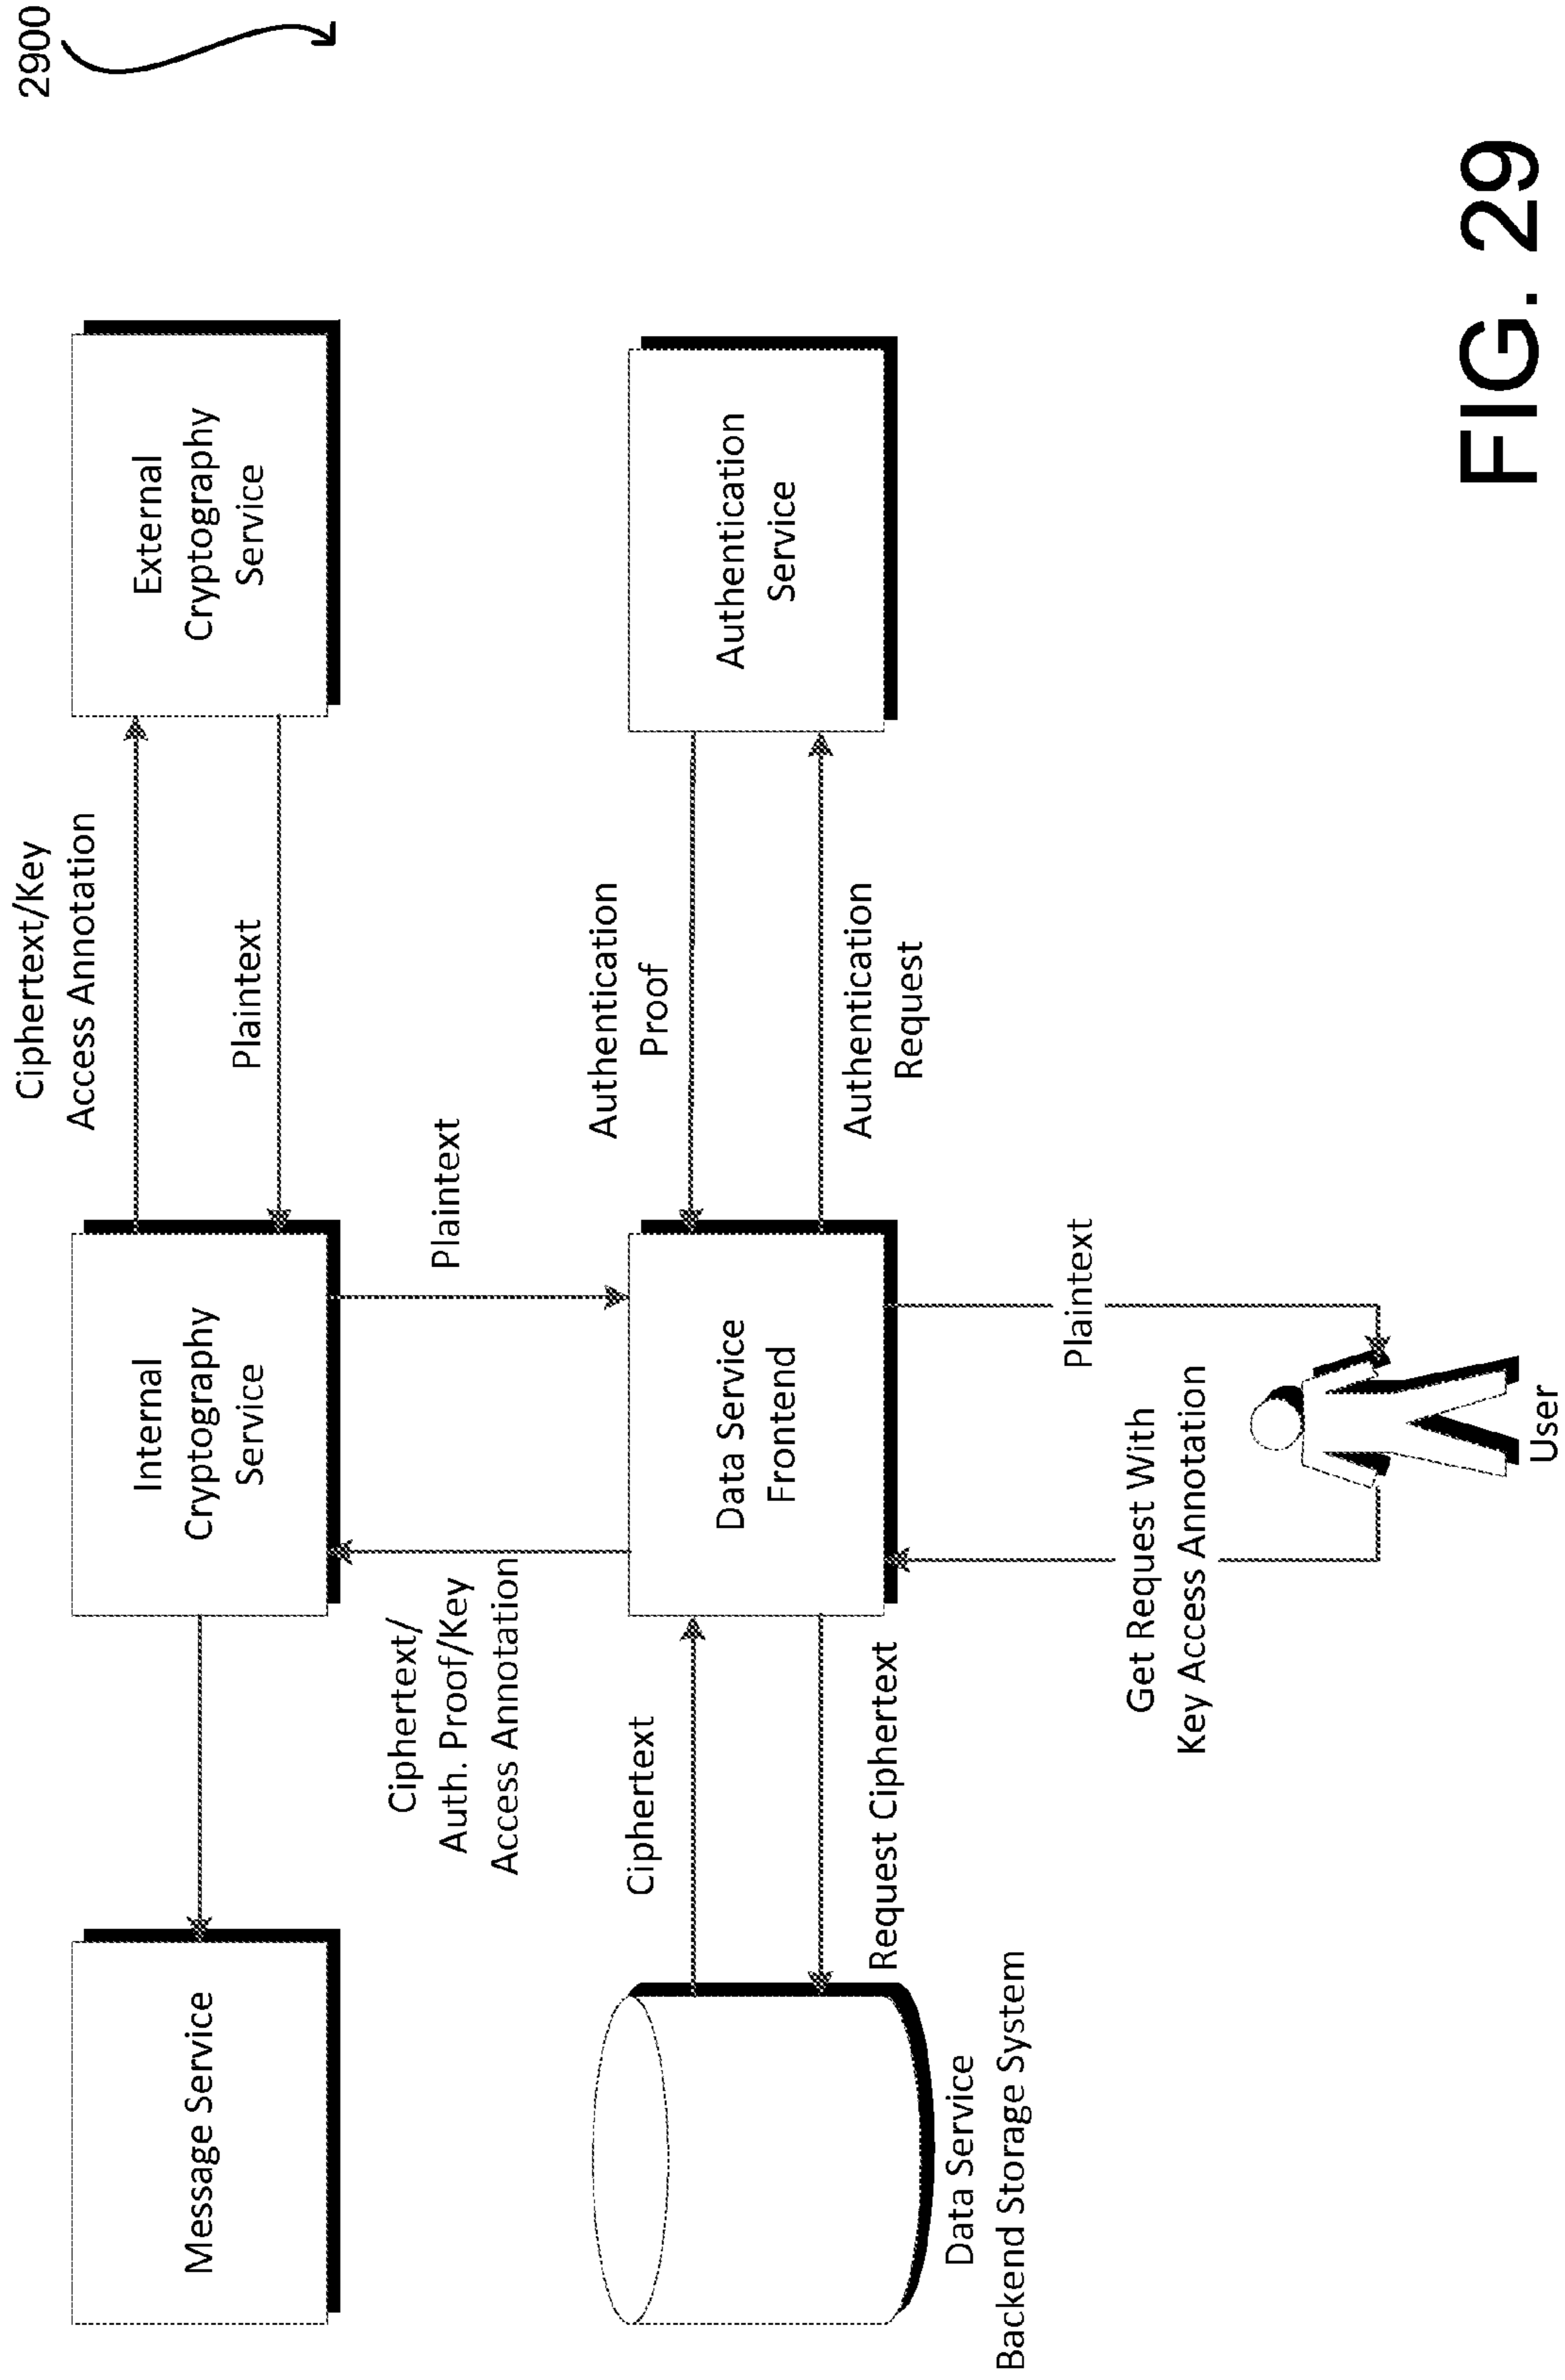 2900
Message Service
Internal
Cryptography
Service
External
Cryptography
Service
Ciphertext/Key
Access Annotation
Plaintext
Ciphertext/
Auth. Proof/Key
Access Annotation
Plaintext
Ciphertext
Request Ciphertext
Data Service
Backend Storage System
Data Service
Frontend
Authentication
Proof
Authentication
Request
Authentication
Service
Get Request With
Key Access Annotation
Plaintext
User
FIG. 29